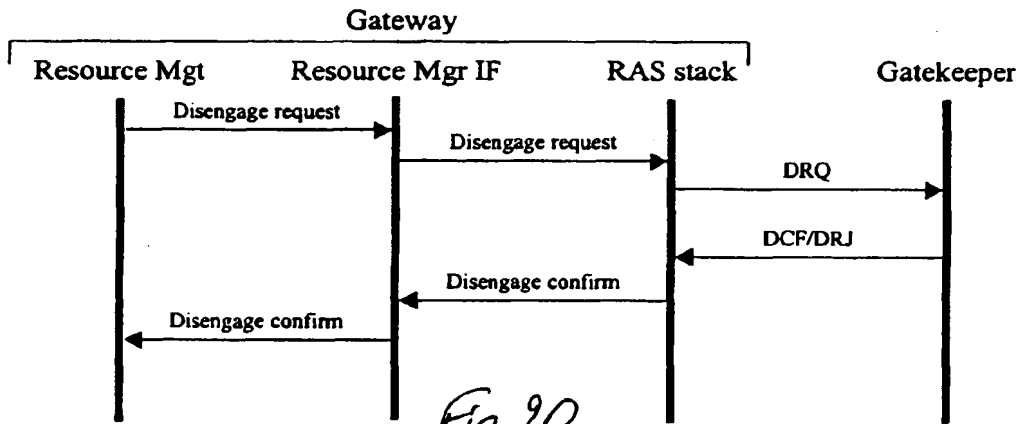 Gateway
Resource Mgt Resource Mgr IF RAS stack Gatekeeper
Disengage request
Disengage request
DRQ
DCF/DRJ
Disengage confirm
Disengage confirm
Fig 20